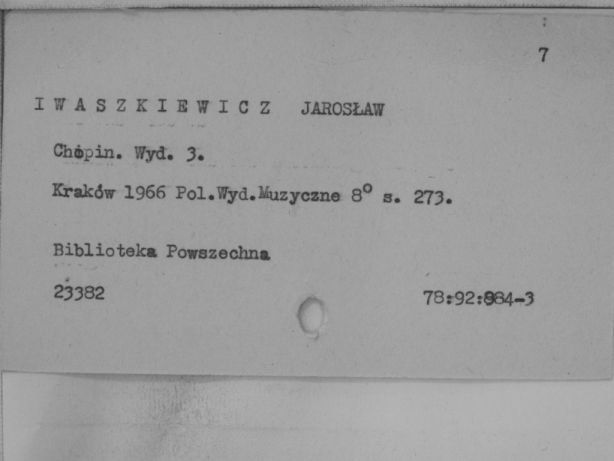 7
IWASZKIEWICZ JAROSŁAW
Chopin. Wyd. 3.
Kraków 1966 Pol.Wyd.Muzyczne 8° s. 273.
Biblioteka Powszechna
23382 78:92:884-3